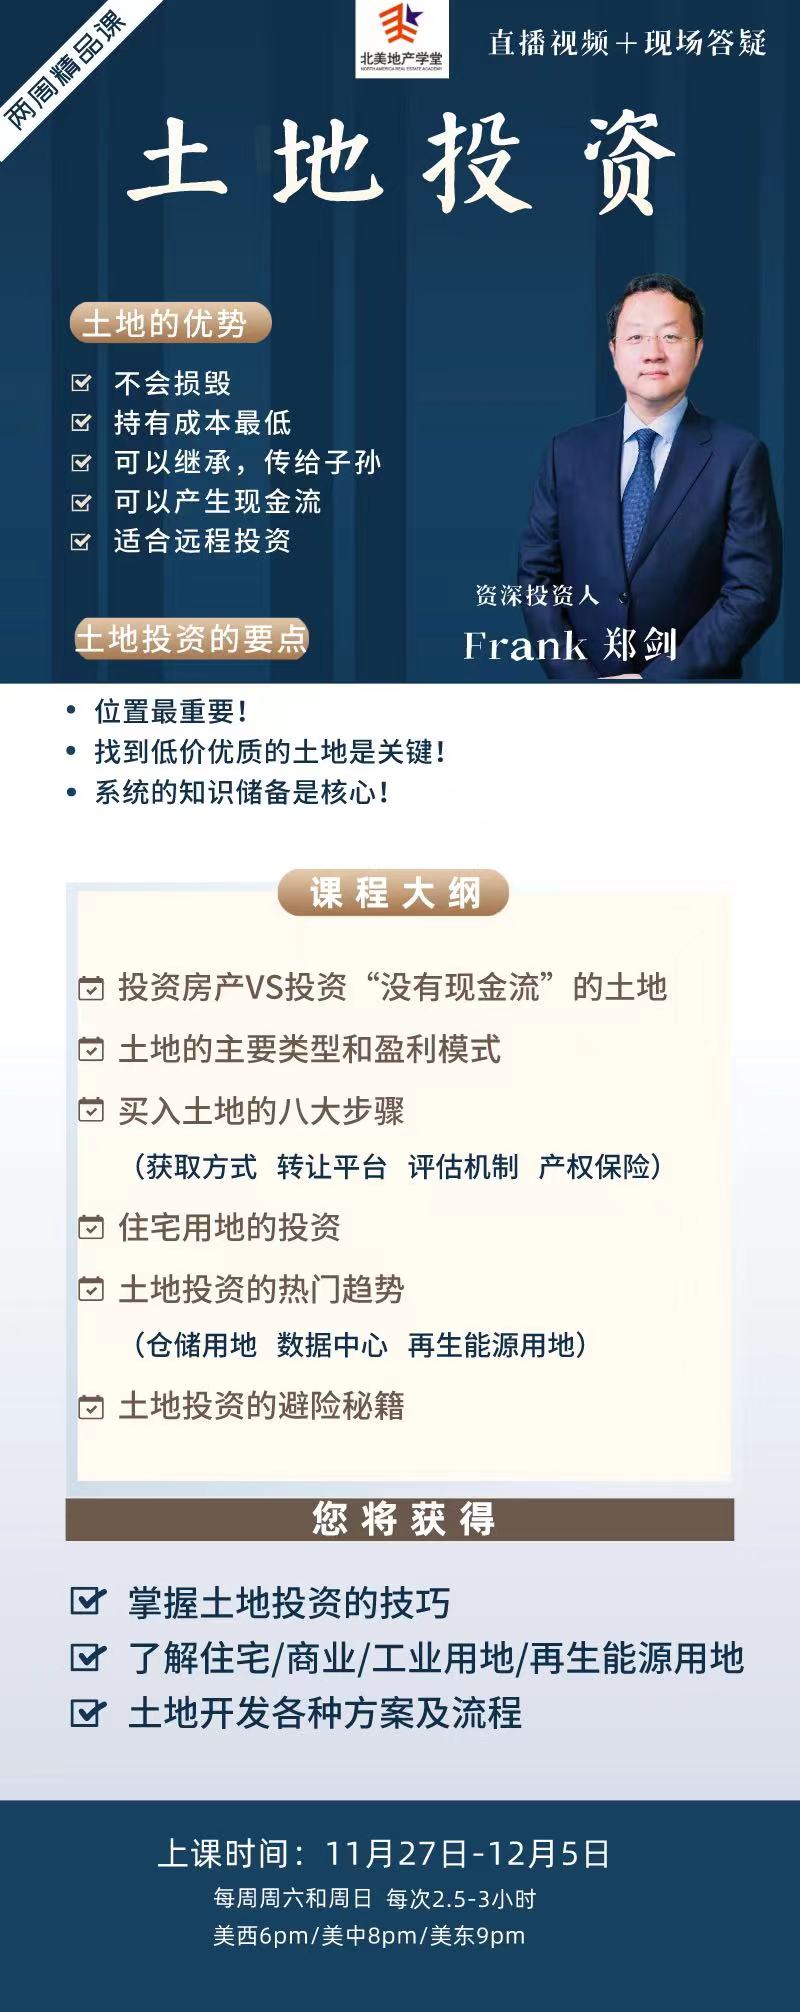 两周精品课
北美地产学堂
NORTH AMERICA REAL ESTATE ACADEMY
直播视频＋现场答疑
土地投资
土地的优势
不会损毁
持有成本最低
可以继承，传给子孙
可以产生现金流
适合远程投资
资深投资人
Frank 郑剑
土地投资的要点
• 位置最重要！
• 找到低价优质的土地是关键！
• 系统的知识储备是核心！
课程大纲
投资房产VS投资“没有现金流”的土地
土地的主要类型和盈利模式
买入土地的八大步骤
（获取方式 转让平台 评估机制 产权保险）
住宅用地的投资
土地投资的热门趋势
（仓储用地 数据中心 再生能源用地）
土地投资的避险秘籍
您将获得
掌握土地投资的技巧
了解住宅/商业/工业用地/再生能源用地
土地开发各种方案及流程
上课时间：11月27日-12月5日
每周周六和周日 每次2.5-3小时
美西6pm/美中8pm/美东9pm